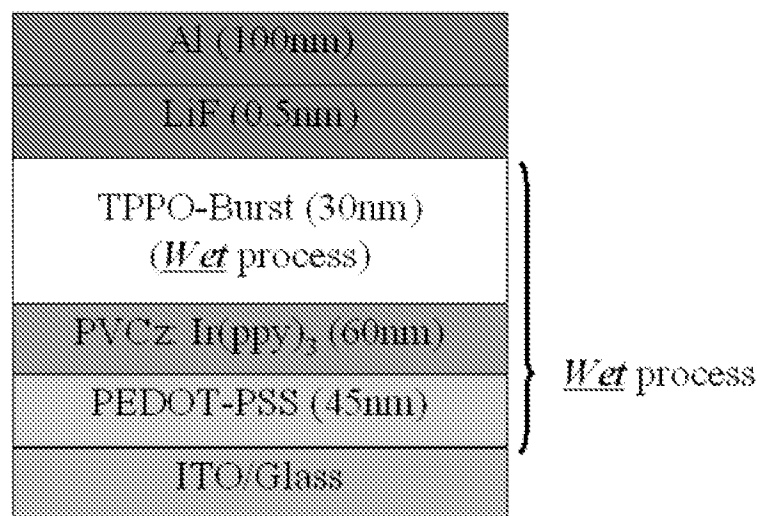 Al (100nm)
LiF (0.5nm)
TPPO-Burst (30nm)
(Wet process)
PVCz: Ir(ppy)₃ (60nm)
PEDOT-PSS (45nm)
Wet process
ITO/Glass